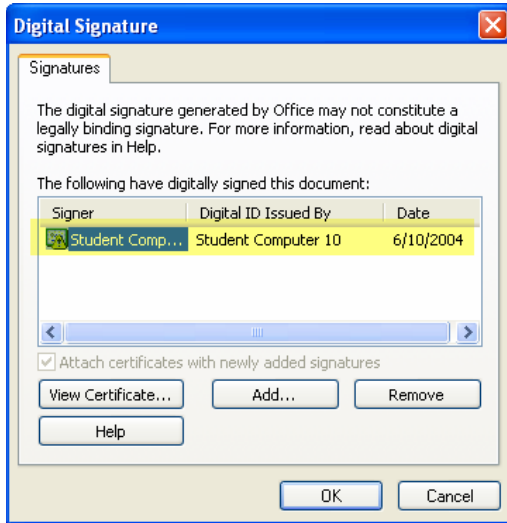 Digital Signature
Signatures
The digital signature generated by Office may not constitute a
legally binding signature. For more information, read about digital
signatures in Help.
The following have digitally signed this document:
Signer Digital ID Issued By Date
Student Comp... Student Computer 10 6/10/2004
Attach certificates with newly added signatures
View Certificate... Add... Remove
Help
OK Cancel